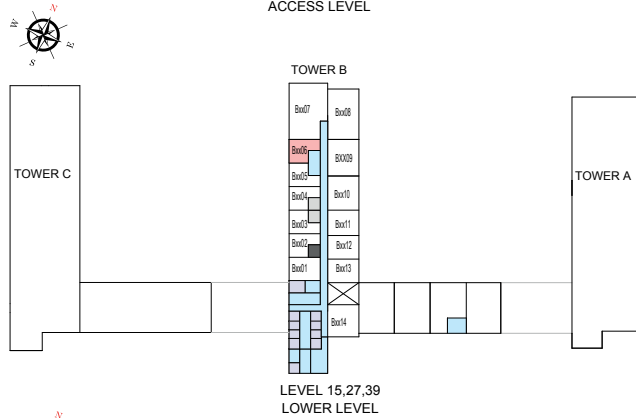 ACCESS LEVEL
N
W
E
S
TOWER B
Bxx07
Bxx08
Bxx06
BXX09
Bxx05
TOWER C
TOWER A
Bxx04
Bxx10
Bxx03
Bxx11
Bxx02
Bxx12
Bxx01
Bxx13
Bxx14
LEVEL 15,27,39
LOWER LEVEL
N